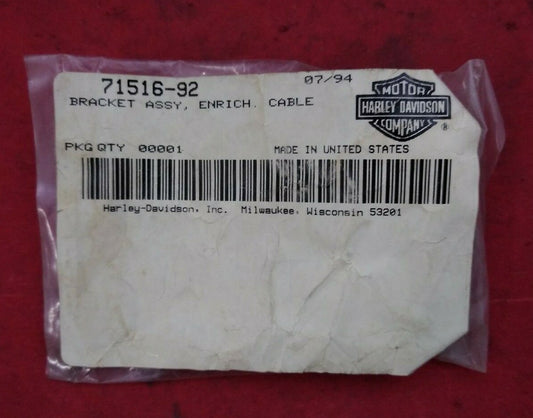 71516-92 07/94
BRACKET ASSY, ENRICH. CABLE
MOTOR
HARLEY-DAVIDSON
COMPANY
®
PKG QTY 00001 MADE IN UNITED STATES
Harley-Davidson, Inc. Milwaukee, Wisconsin 53201